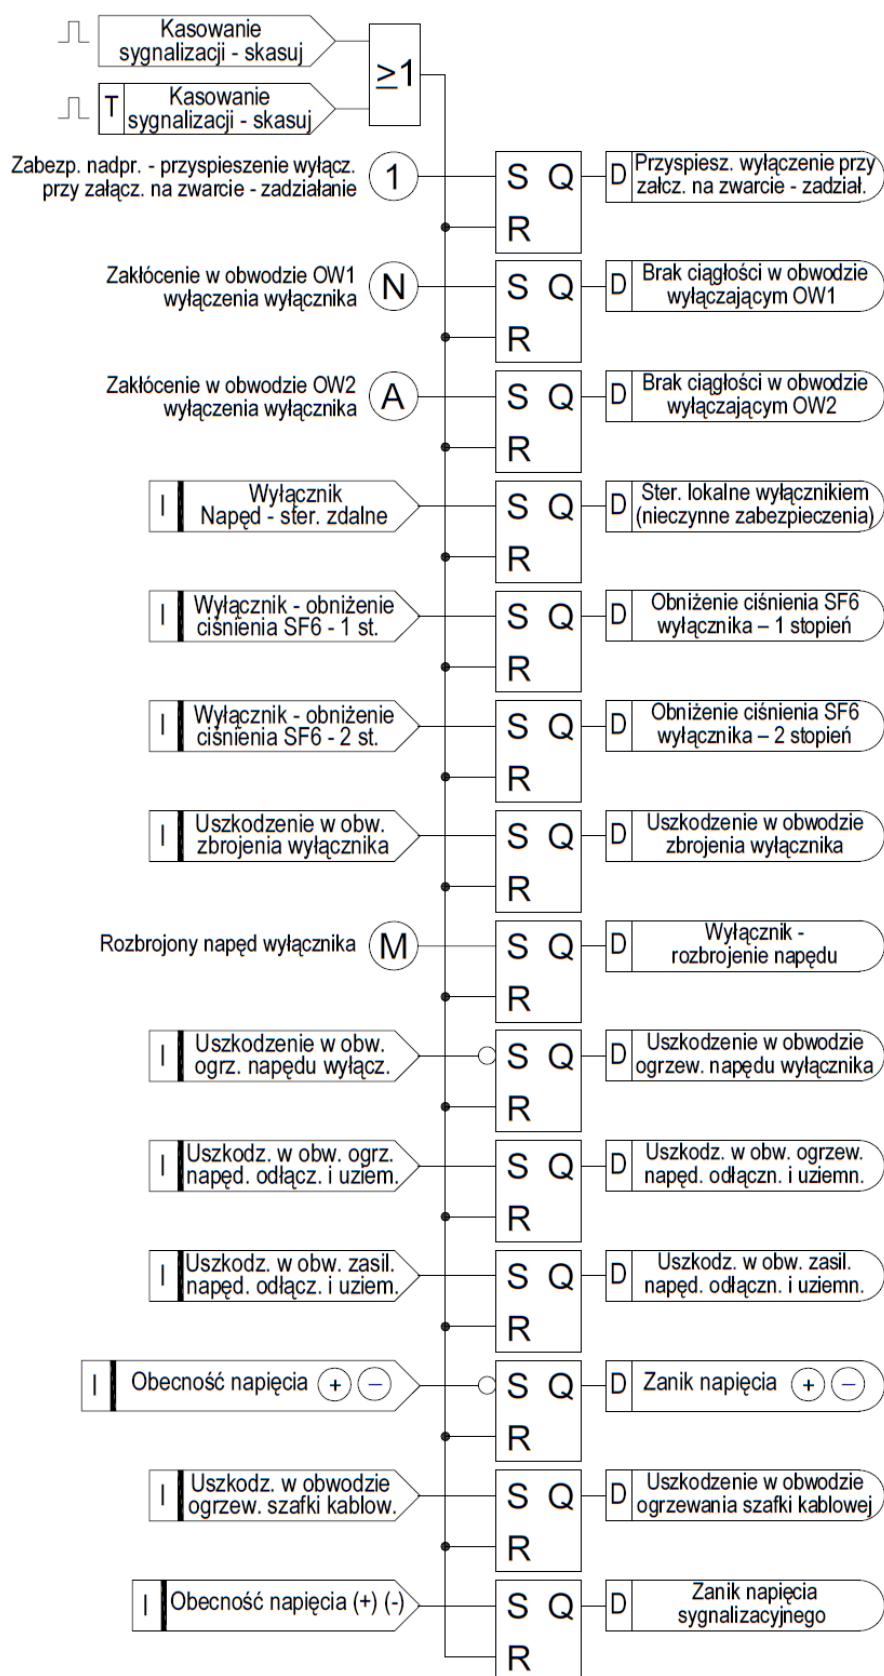 Kasowanie
sygnalizacji - skasuj
≥1
T
Kasowanie
sygnalizacji - skasuj
Zabezp. nadpr. - przyspieszenie wyłącz.
przy załącz. na zwarcie - zadziałanie
1
S Q
R
D
Przyspiesz. wyłączenie przy
załcz. na zwarcie - zadział.
Zakłócenie w obwodzie OW1
wyłączenia wyłącznika
N
S Q
R
D
Brak ciągłości w obwodzie
wyłączającym OW1
Zakłócenie w obwodzie OW2
wyłączenia wyłącznika
A
S Q
R
D
Brak ciągłości w obwodzie
wyłączającym OW2
I
Wyłącznik
Napęd - ster. zdalne
S Q
R
D
Ster. lokalne wyłącznikiem
(nieczynne zabezpieczenia)
I
Wyłącznik - obniżenie
ciśnienia SF6 - 1 st.
S Q
R
D
Obniżenie ciśnienia SF6
wyłącznika – 1 stopień
I
Wyłącznik - obniżenie
ciśnienia SF6 - 2 st.
S Q
R
D
Obniżenie ciśnienia SF6
wyłącznika – 2 stopień
I
Uszkodzenie w obw.
zbrojenia wyłącznika
S Q
R
D
Uszkodzenie w obwodzie
zbrojenia wyłącznika
Rozbrojony napęd wyłącznika
M
S Q
R
D
Wyłącznik -
rozbrojenie napędu
I
Uszkodzenie w obw.
ogrz. napędu wyłącz.
S Q
R
D
Uszkodzenie w obwodzie
ogrzew. napędu wyłącznika
I
Uszkodz. w obw. ogrz.
napęd. odłącz. i uziem.
S Q
R
D
Uszkodz. w obw. ogrzew.
napęd. odłączn. i uziemn.
I
Uszkodz. w obw. zasil.
napęd. odłącz. i uziem.
S Q
R
D
Uszkodz. w obw. zasil.
napęd. odłączn. i uziemn.
I
Obecność napięcia + −
S Q
R
D
Zanik napięcia + −
I
Uszkodz. w obwodzie
ogrzew. szafki kablow.
S Q
R
D
Uszkodzenie w obwodzie
ogrzewania szafki kablowej
I
Obecność napięcia (+) (-)
S Q
R
D
Zanik napięcia
sygnalizacyjnego